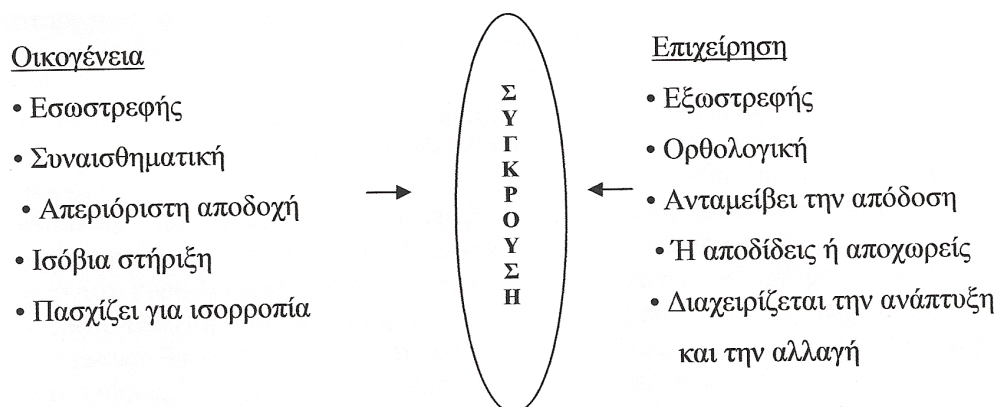 Οικογένεια
• Εσωστρεφής
• Συναισθηματική
• Απεριόριστη αποδοχή
• Ισόβια στήριξη
• Πασχίζει για ισορροπία
ΣΥΓΚΡΟΥΣΗ
Επιχείρηση
• Εξωστρεφής
• Ορθολογική
• Ανταμείβει την απόδοση
• Ή αποδίδεις ή αποχωρείς
• Διαχειρίζεται την ανάπτυξη
και την αλλαγή